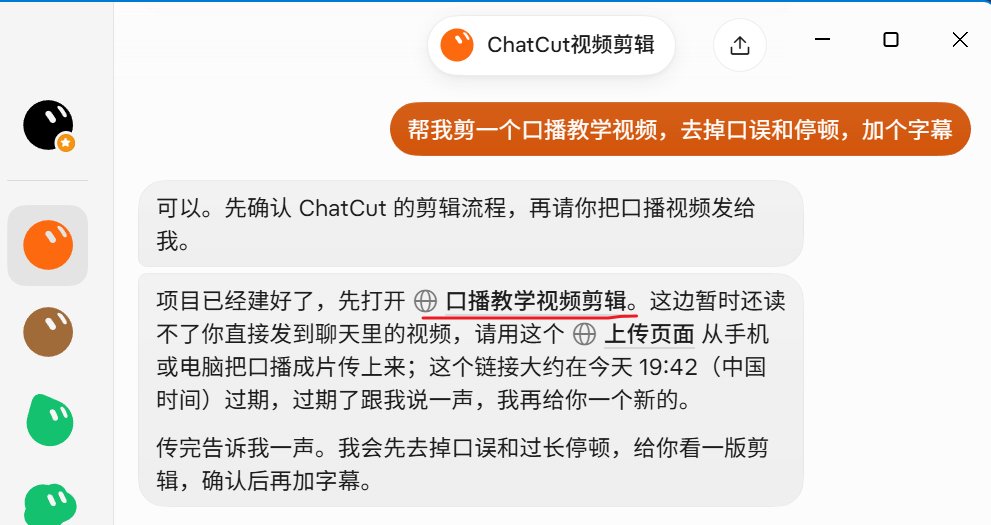 ChatCut视频剪辑
帮我剪一个口播教学视频，去掉口误和停顿，加个字幕
可以。先确认 ChatCut 的剪辑流程，再请你把口播视频发给
我。
项目已经建好了，先打开 口播教学视频剪辑。这边暂时还读
不了你直接发到聊天里的视频，请用这个 上传页面 从手机
或电脑把口播成片传上来；这个链接大约在今天 19:42（中国
时间）过期，过期了跟我说一声，我再给你一个新的。
传完告诉我一声。我会先去掉口误和过长停顿，给你看一版剪
辑，确认后再加字幕。